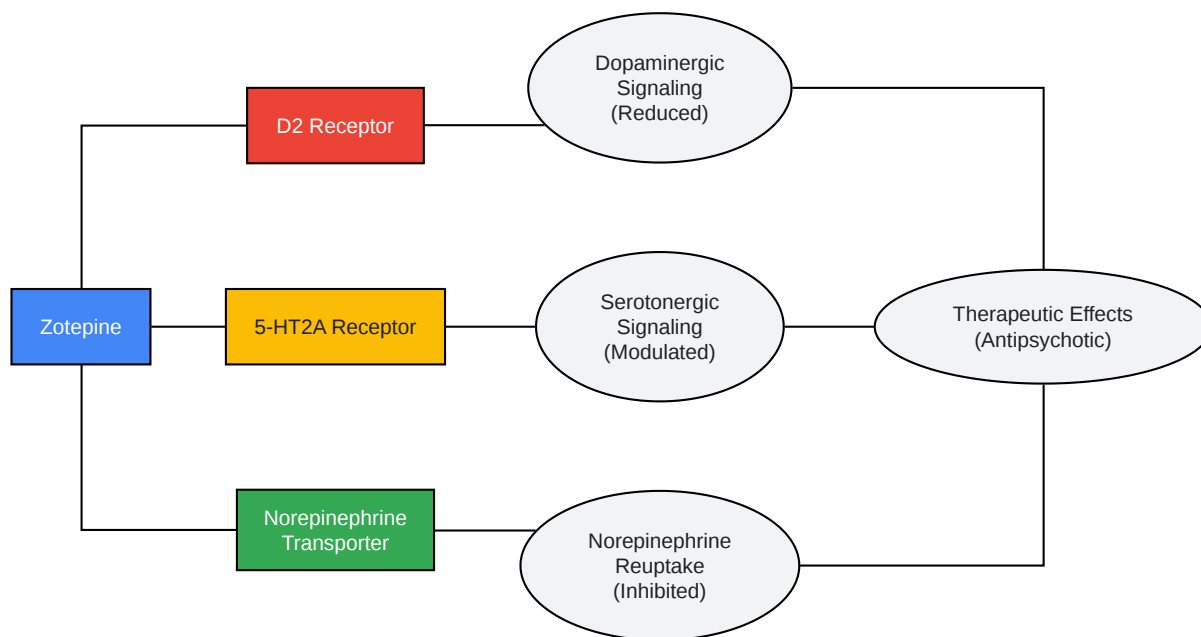 Dopaminergic
Signaling
(Reduced)
D2 Receptor
Zotepine
5-HT2A Receptor
Serotonergic
Signaling
(Modulated)
Therapeutic Effects
(Antipsychotic)
Norepinephrine
Transporter
Norepinephrine
Reuptake
(Inhibited)